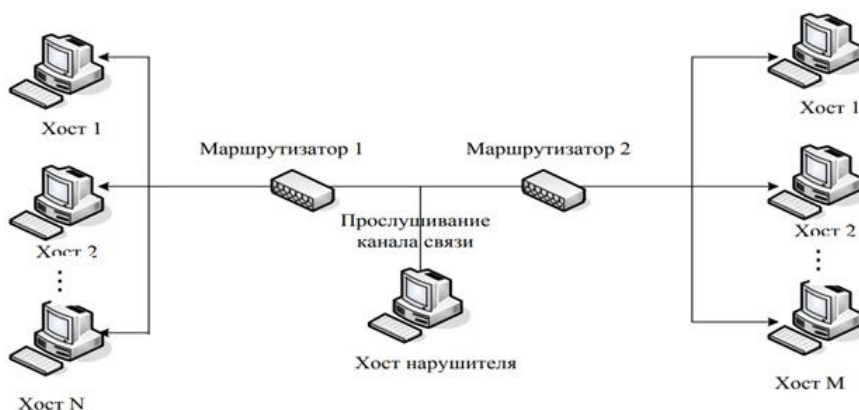 Хост 1
Хост 1
Маршрутизатор 1
Маршрутизатор 2
Прослушивание
канала связи
Хост 2
Хост 2
Хост нарушителя
Хост N
Хост M